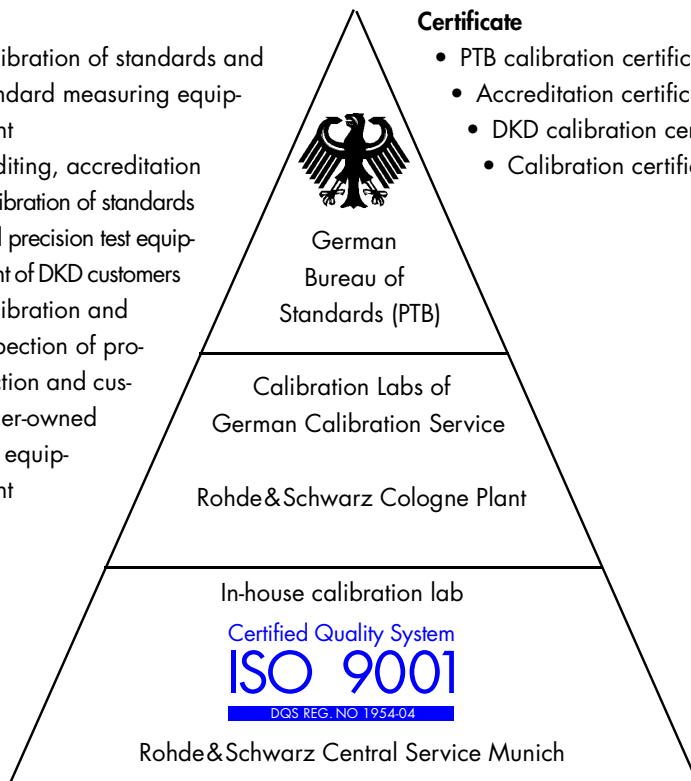 ibration of standards and
ndard measuring equip-
nt
diting, accreditation
ibration of standards
precision test equip-
nt of DKD customers
ibration and
pection of pro-
ction and cus-
er-owned
equip-
nt
Certificate
• PTB calibration certific
• Accreditation certific
• DKD calibration cer
• Calibration certific
German
Bureau of
Standards (PTB)
Calibration Labs of
German Calibration Service
Rohde&Schwarz Cologne Plant
In-house calibration lab
Certified Quality System
ISO 9001
DQS REG. NO 1954-04
Rohde&Schwarz Central Service Munich